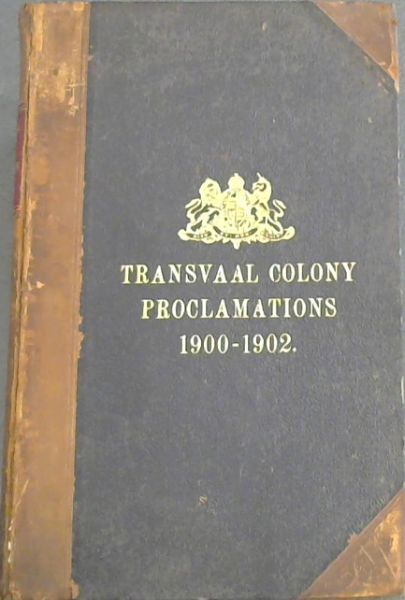 TRANSVAAL COLONY
PROCLAMATIONS
1900-1902.